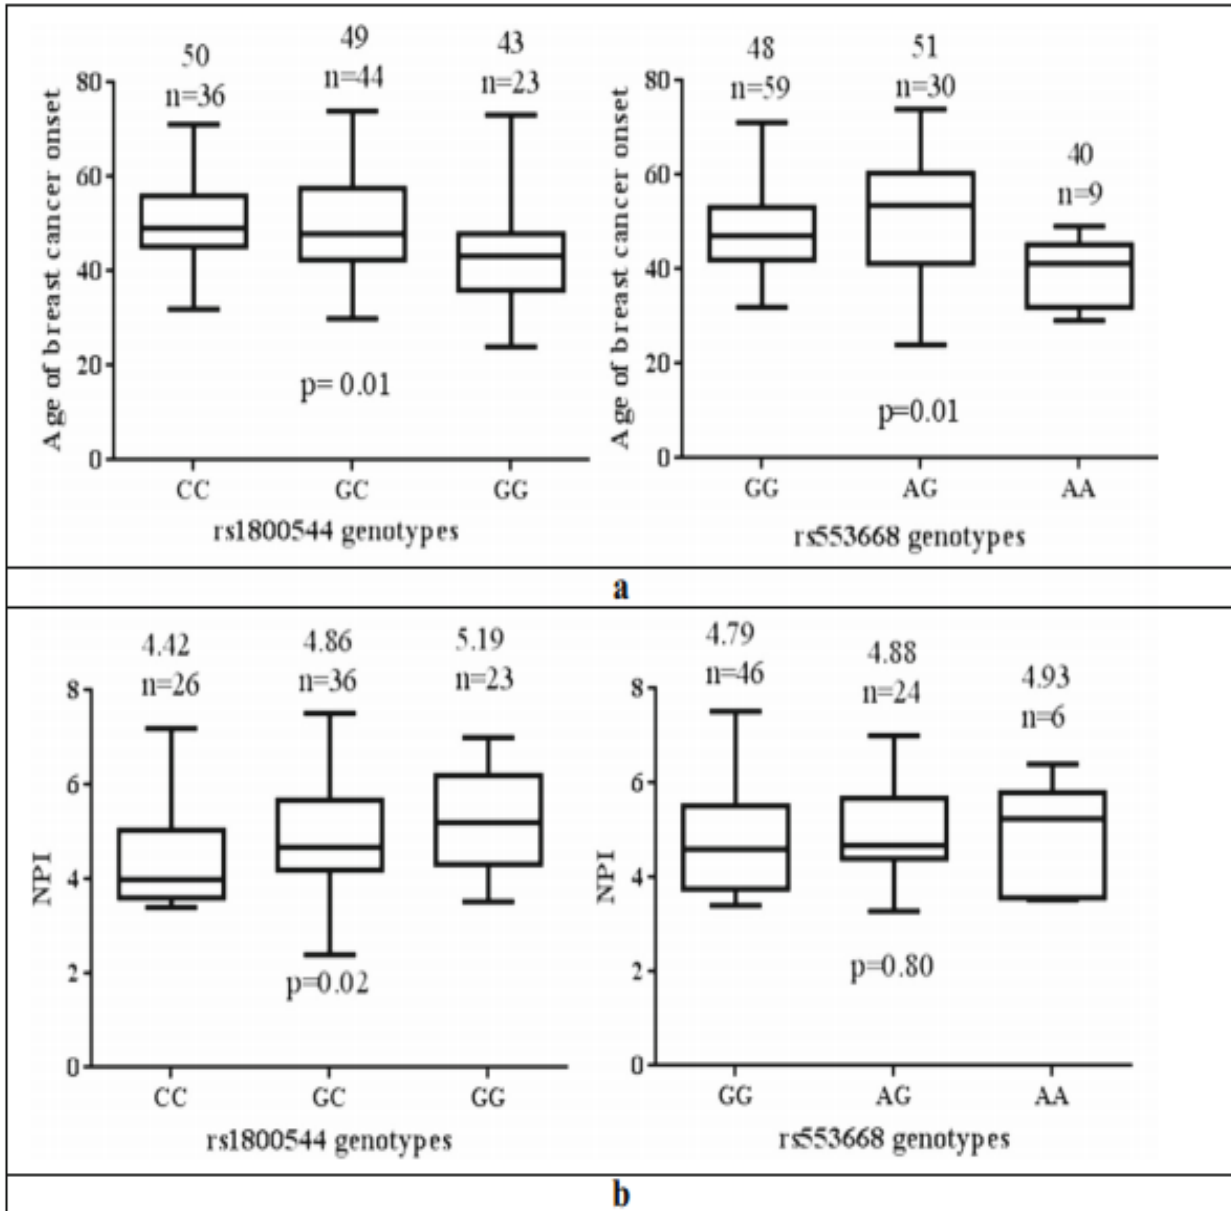 50
n=36
49
n=44
43
n=23
80
60
40
20
0
Age of breast cancer onset
p= 0.01
CC
GC
GG
rs1800544 genotypes
48
n=59
51
n=30
40
n=9
80
60
40
20
0
Age of breast cancer onset
p=0.01
GG
AG
AA
rs553668 genotypes
a
4.42
n=26
4.86
n=36
5.19
n=23
8
6
4
2
0
NPI
p=0.02
CC
GC
GG
rs1800544 genotypes
4.79
n=46
4.88
n=24
4.93
n=6
8
6
4
2
0
NPI
p=0.80
GG
AG
AA
rs553668 genotypes
b